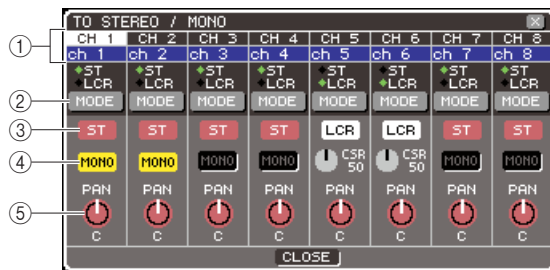 TO STEREO / MONO
CH 1 CH 2 CH 3 CH 4 CH 5 CH 6 CH 7 CH 8
① ch 1 ch 2 ch 3 ch 4 ch 5 ch 6 ch 7 ch 8
ST ST ST ST ST ST ST ST
LCR LCR LCR LCR LCR LCR LCR LCR
② MODE MODE MODE MODE MODE MODE MODE MODE
③ ST ST ST ST LCR LCR ST ST
④ MONO MONO MONO MONO CSR 50 CSR 50 MONO MONO
PAN PAN PAN PAN PAN PAN PAN PAN
⑤
C C C C C C C C
CLOSE